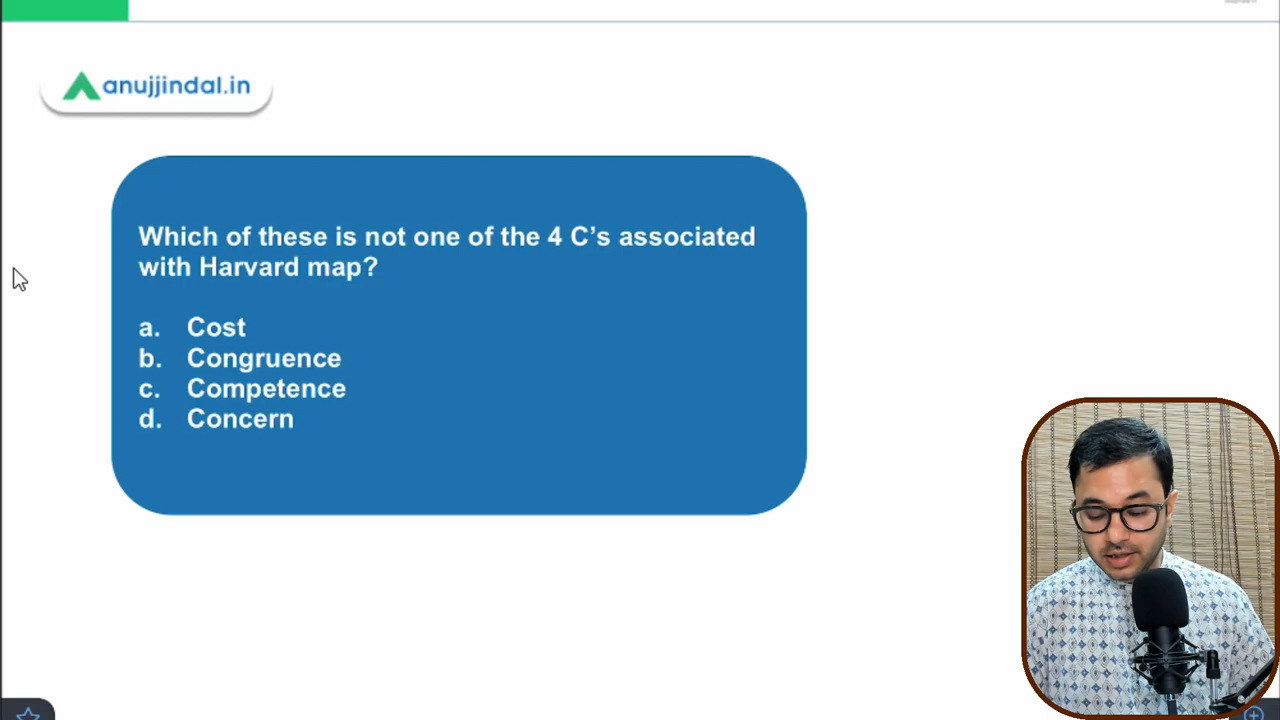 anujjindal.in
Which of these is not one of the 4 C’s associated
with Harvard map?
a. Cost
b. Congruence
c. Competence
d. Concern